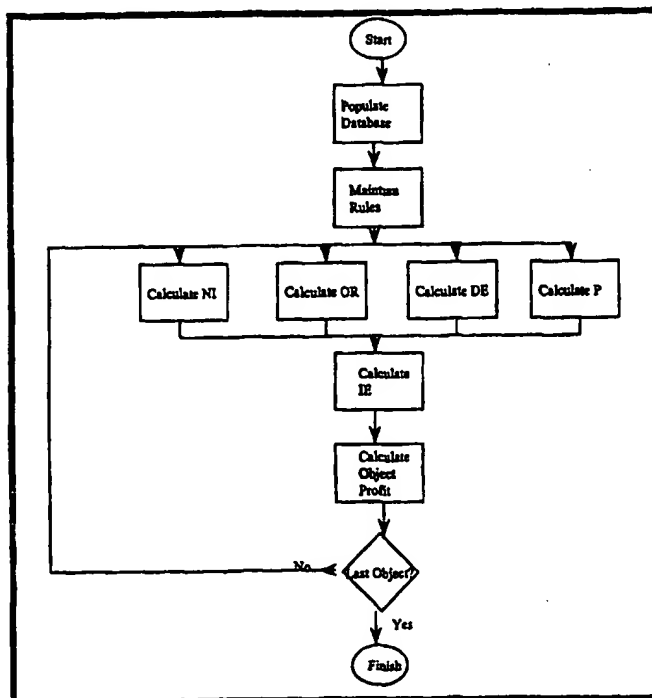 Start
Populate
Database
Maintain
Rules
Calculate NI
Calculate OR
Calculate DE
Calculate P
Calculate
IE
Calculate
Object
Profit
No
Last Object?
Yes
Finish